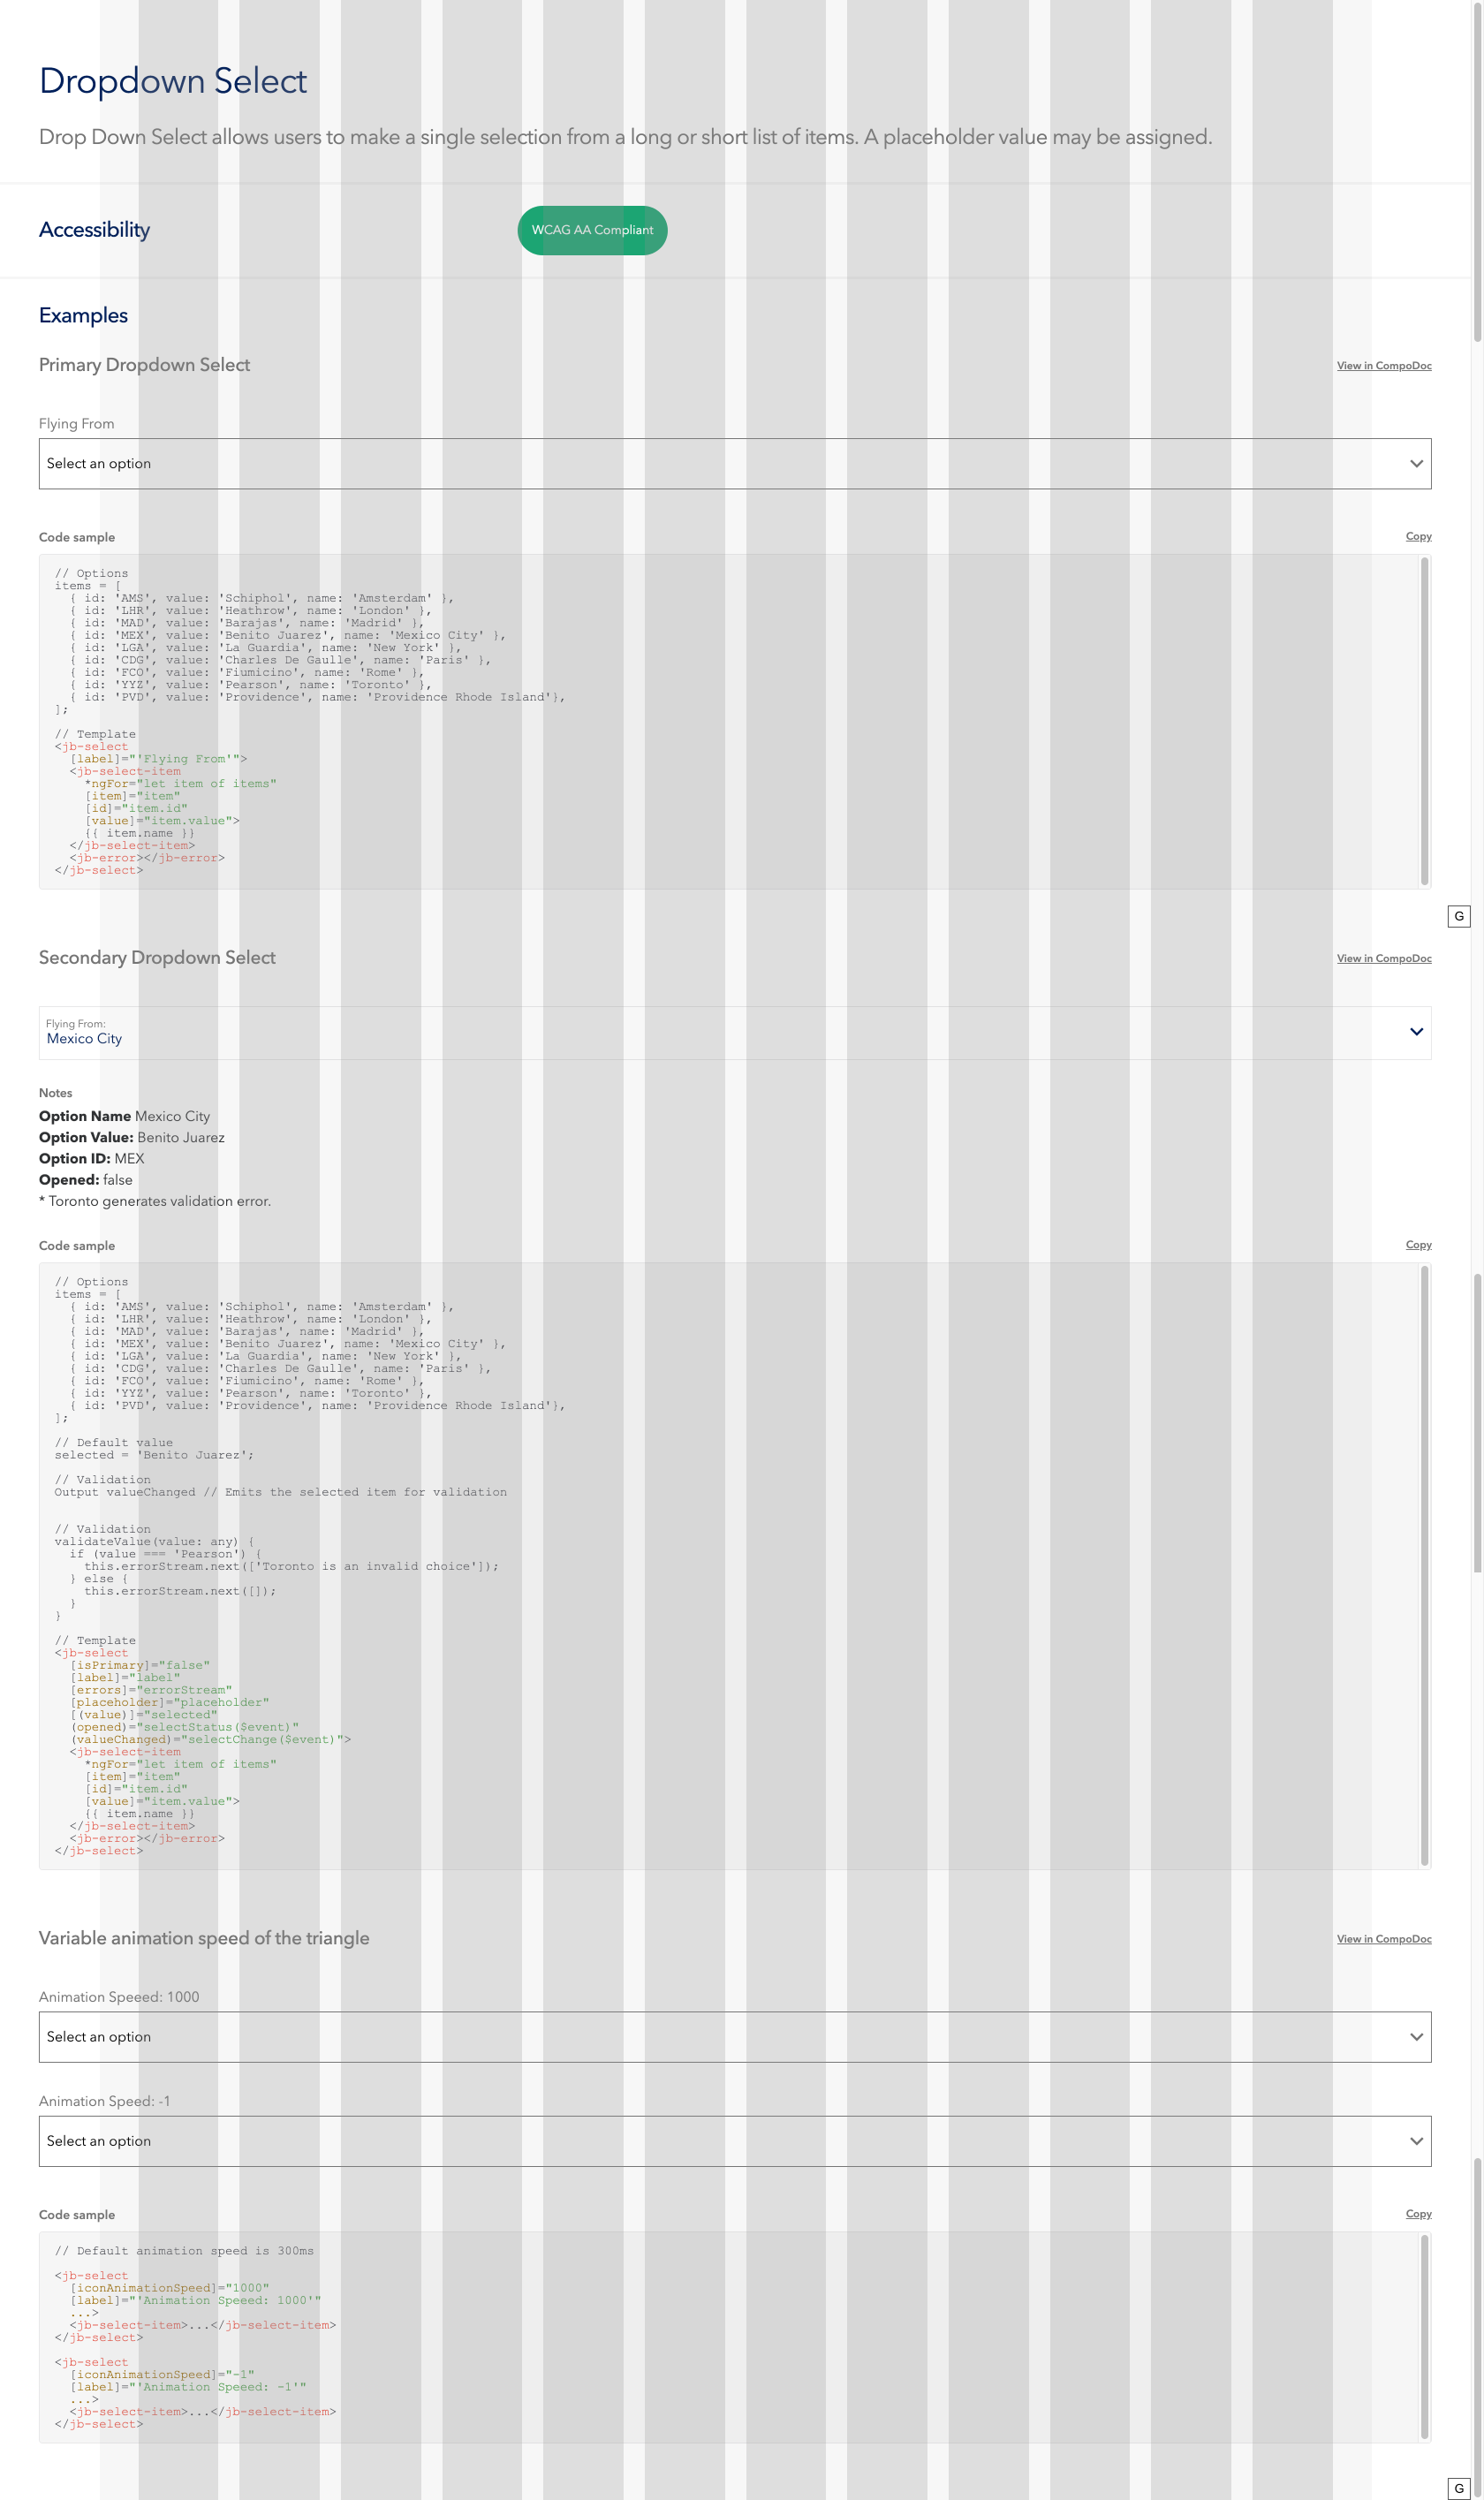 Dropdown Select
Drop Down Select allows users to make a single selection from a long or short list of items. A placeholder value may be assigned.
Accessibility
WCAG AA Compliant
Examples
Primary Dropdown Select
View in CompoDoc
Flying From
Select an option
Code sample
Copy
// Options
items = [
  { id: 'AMS', value: 'Schiphol', name: 'Amsterdam' },
  { id: 'LHR', value: 'Heathrow', name: 'London' },
  { id: 'MAD', value: 'Barajas', name: 'Madrid' },
  { id: 'MEX', value: 'Benito Juarez', name: 'Mexico City' },
  { id: 'LGA', value: 'La Guardia', name: 'New York' },
  { id: 'CDG', value: 'Charles De Gaulle', name: 'Paris' },
  { id: 'FCO', value: 'Fiumicino', name: 'Rome' },
  { id: 'YYZ', value: 'Pearson', name: 'Toronto' },
  { id: 'PVD', value: 'Providence', name: 'Providence Rhode Island'},
];
// Template
<jb-select
  [label]="'Flying From'">
  <jb-select-item
    *ngFor="let item of items"
    [item]="item"
    [id]="item.id"
    [value]="item.value">
    {{ item.name }}
  </jb-select-item>
  <jb-error></jb-error>
</jb-select>
G
Secondary Dropdown Select
View in CompoDoc
Flying From:
Mexico City
Notes
Option Name Mexico City
Option Value: Benito Juarez
Option ID: MEX
Opened: false
* Toronto generates validation error.
Code sample
Copy
// Options
items = [
  { id: 'AMS', value: 'Schiphol', name: 'Amsterdam' },
  { id: 'LHR', value: 'Heathrow', name: 'London' },
  { id: 'MAD', value: 'Barajas', name: 'Madrid' },
  { id: 'MEX', value: 'Benito Juarez', name: 'Mexico City' },
  { id: 'LGA', value: 'La Guardia', name: 'New York' },
  { id: 'CDG', value: 'Charles De Gaulle', name: 'Paris' },
  { id: 'FCO', value: 'Fiumicino', name: 'Rome' },
  { id: 'YYZ', value: 'Pearson', name: 'Toronto' },
  { id: 'PVD', value: 'Providence', name: 'Providence Rhode Island'},
];
// Default value
selected = 'Benito Juarez';
// Validation
Output valueChanged // Emits the selected item for validation
// Validation
validateValue(value: any) {
  if (value === 'Pearson') {
    this.errorStream.next(['Toronto is an invalid choice']);
  } else {
    this.errorStream.next([]);
  }
}
// Template
<jb-select
  [isPrimary]="false"
  [label]="label"
  [errors]="errorStream"
  [placeholder]="placeholder"
  [(value)]="selected"
  (opened)="selectStatus($event)"
  (valueChanged)="selectChange($event)">
  <jb-select-item
    *ngFor="let item of items"
    [item]="item"
    [id]="item.id"
    [value]="item.value">
    {{ item.name }}
  </jb-select-item>
  <jb-error></jb-error>
</jb-select>
Variable animation speed of the triangle
View in CompoDoc
Animation Speeed: 1000
Select an option
Animation Speed: -1
Select an option
Code sample
Copy
// Default animation speed is 300ms
<jb-select
  [iconAnimationSpeed]="1000"
  [label]="'Animation Speeed: 1000'"
  ...>
  <jb-select-item>...</jb-select-item>
</jb-select>
<jb-select
  [iconAnimationSpeed]="-1"
  [label]="'Animation Speeed: -1'"
  ...>
  <jb-select-item>...</jb-select-item>
</jb-select>
G